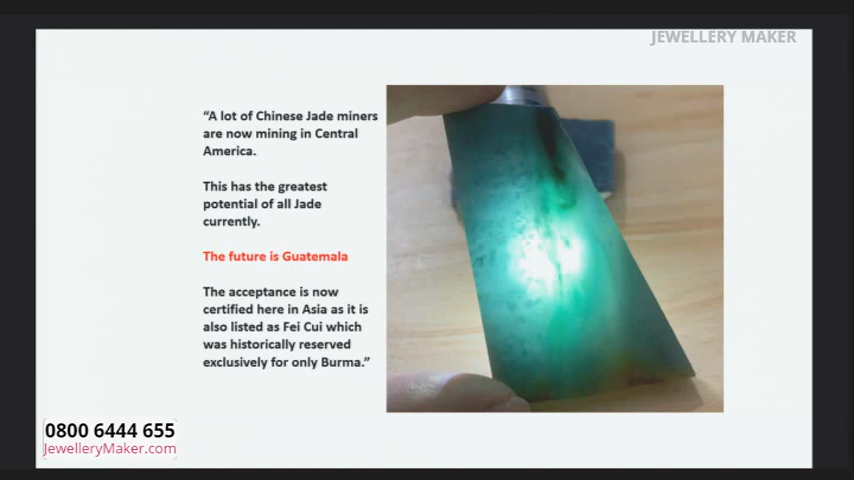 JEWELLERY MAKER
“A lot of Chinese Jade miners
are now mining in Central
America.
This has the greatest
potential of all Jade
currently.
The future is Guatemala
The acceptance is now
certified here in Asia as it is
also listed as Fei Cui which
was historically reserved
exclusively for only Burma.”
0800 6444 655
JewelleryMaker.com